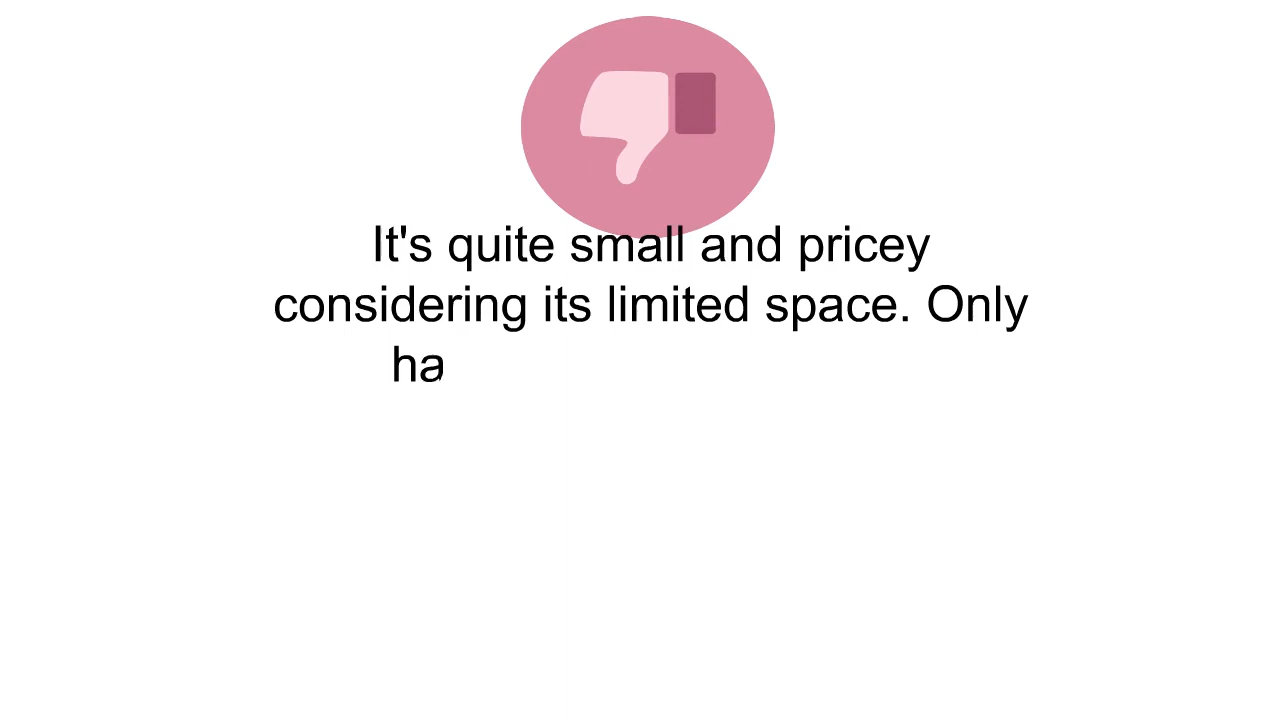 It's quite small and pricey
considering its limited space. Only
ha